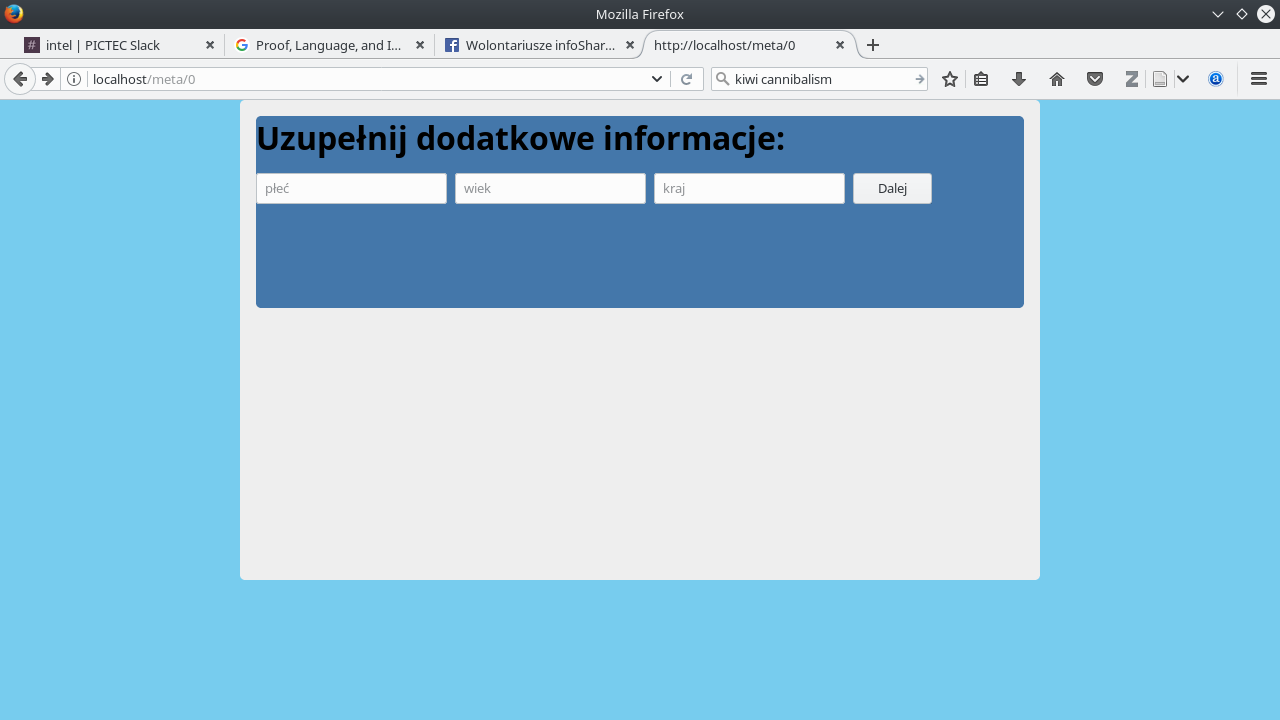 Mozilla Firefox
intel | PICTEC Slack
Proof, Language, and I...
Wolontariusze infoShar...
http://localhost/meta/0
localhost/meta/0
kiwi cannibalism
Uzupełnij dodatkowe informacje:
płeć
wiek
kraj
Dalej